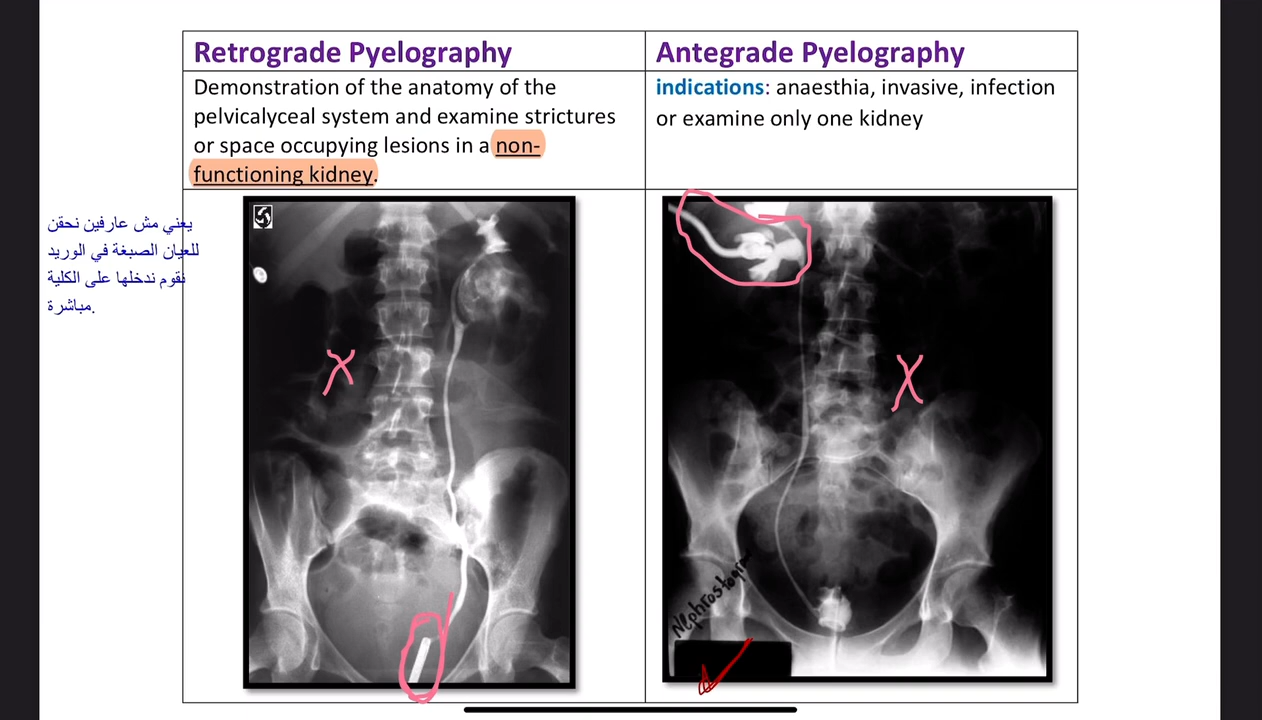 Retrograde Pyelography
Antegrade Pyelography
Demonstration of the anatomy of the
pelvicalyceal system and examine strictures
or space occupying lesions in a non-
functioning kidney.
indications: anaesthia, invasive, infection
or examine only one kidney
يعني مش عارفين نحقن
للعيان الصبغة في الوريد
نقوم ندخلها على الكلية
مباشرة.
X
X
Nephrostogram